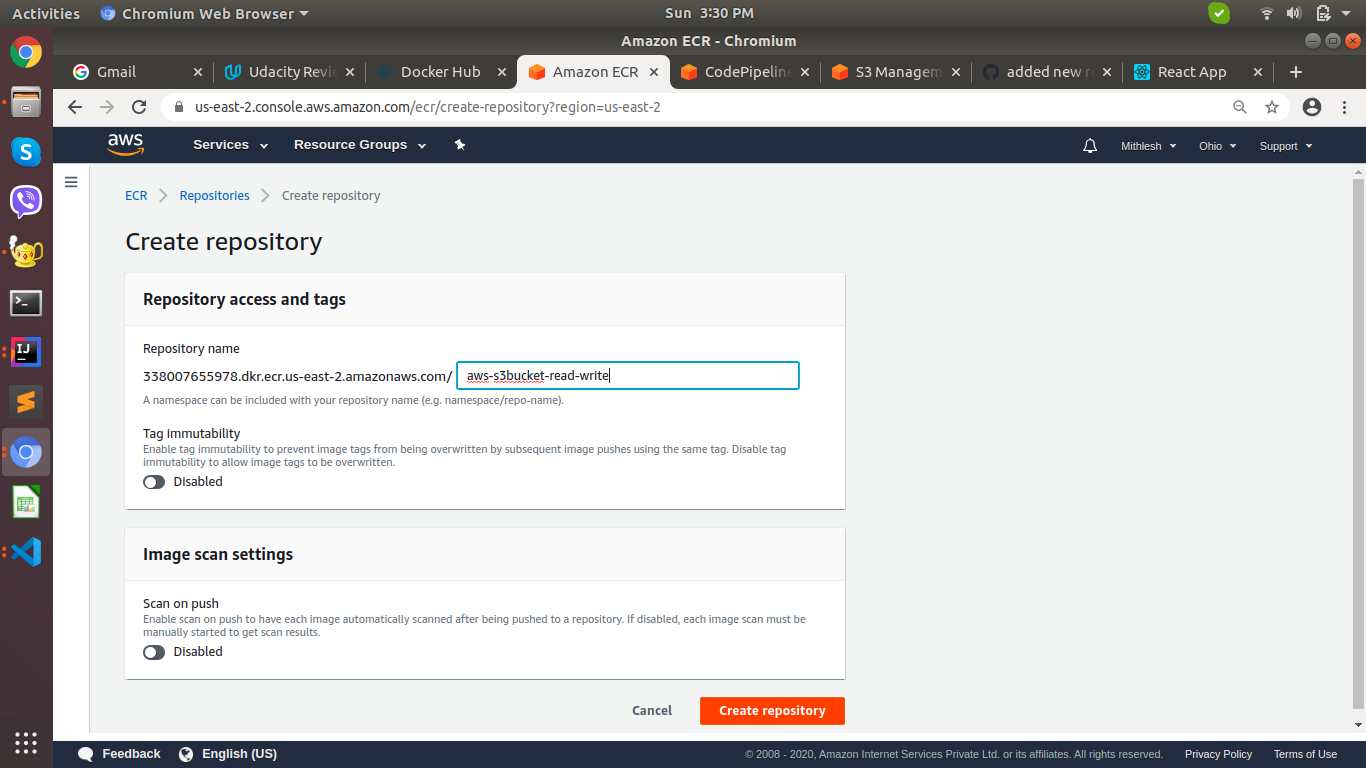 Activities Chromium Web Browser Sun 3:30 PM
Amazon ECR - Chromium
Gmail Udacity Revie Docker Hub Amazon ECR CodePipeline S3 Managem added new r React App
us-east-2.console.aws.amazon.com/ecr/create-repository?region=us-east-2
aws Services Resource Groups Mithlesh Ohio Support
ECR Repositories Create repository
Create repository
Repository access and tags
Repository name
338007655978.dkr.ecr.us-east-2.amazonaws.com/ aws-s3bucket-read-write
A namespace can be included with your repository name (e.g. namespace/repo-name).
Tag immutability
Enable tag immutability to prevent image tags from being overwritten by subsequent image pushes using the same tag. Disable tag
immutability to allow image tags to be overwritten.
Disabled
Image scan settings
Scan on push
Enable scan on push to have each image automatically scanned after being pushed to a repository. If disabled, each image scan must be
manually started to get scan results.
Disabled
Cancel Create repository
Feedback English (US) © 2008 - 2020, Amazon Internet Services Private Ltd. or its affiliates. All rights reserved. Privacy Policy Terms of Use